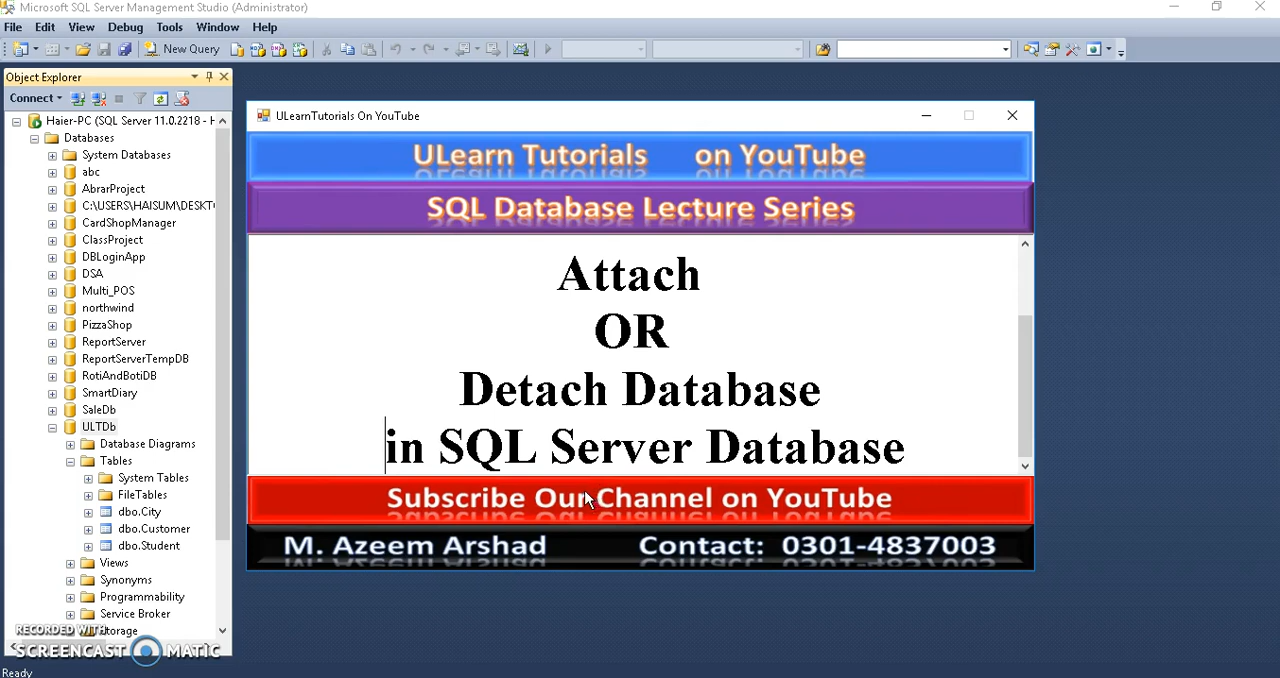 Microsoft SQL Server Management Studio (Administrator)
File Edit View Debug Tools Window Help
New Query
Object Explorer
Connect
Haier-PC (SQL Server 11.0.2218 - H
Databases
System Databases
abc
AbrarProject
C:\USERS\HAISUM\DESKT
CardShopManager
ClassProject
DBLoginApp
DSA
Multi_POS
northwind
PizzaShop
ReportServer
ReportServerTempDB
RotiAndBotiDB
SmartDiary
SaleDb
ULTDb
Database Diagrams
Tables
System Tables
FileTables
dbo.City
dbo.Customer
dbo.Student
Views
Synonyms
Programmability
Service Broker
Storage
RECORDED WITH
SCREENCAST MATIC
Ready
ULearnTutorials On YouTube
ULearn Tutorials on YouTube
SQL Database Lecture Series
Attach
OR
Detach Database
in SQL Server Database
Subscribe Our Channel on YouTube
M. Azeem Arshad Contact: 0301-4837003